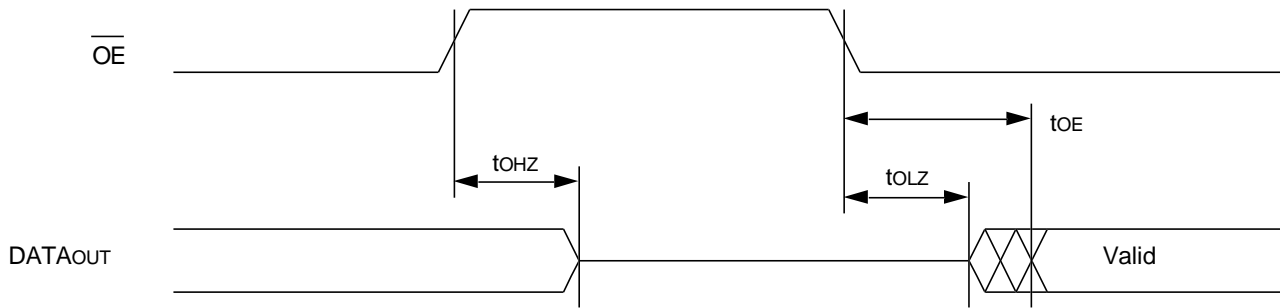 OE
tOE
tOHZ
tOLZ
DATAOUT
Valid